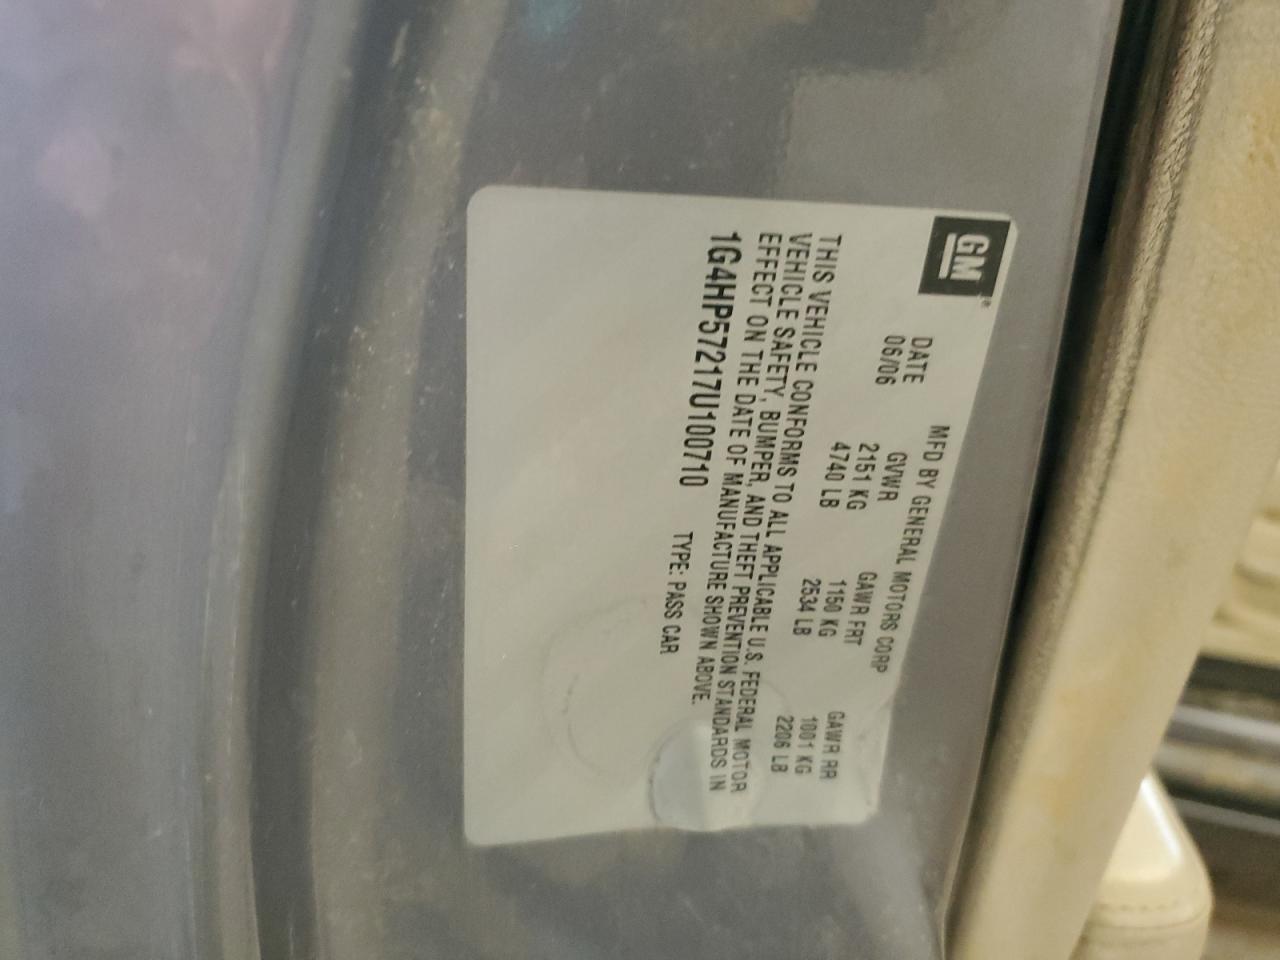 GM
MFD BY GENERAL MOTORS CORP
DATE GVWR GAWR FRT GAWR RR
06/06 2151 KG 1150 KG 1001 KG
4740 LB 2534 LB 2206 LB
THIS VEHICLE CONFORMS TO ALL APPLICABLE U.S. FEDERAL MOTOR
VEHICLE SAFETY, BUMPER, AND THEFT PREVENTION STANDARDS IN
EFFECT ON THE DATE OF MANUFACTURE SHOWN ABOVE.
1G4HP57217U100710 TYPE: PASS CAR